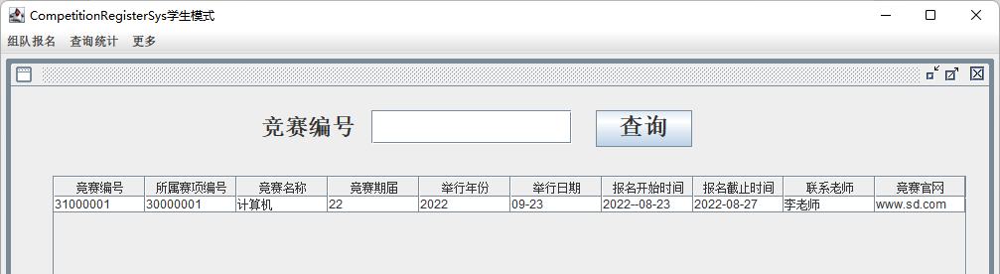 CompetitionRegisterSys学生模式
组队报名 查询统计 更多
竞赛编号 查询
竞赛编号 所属赛项编号 竞赛名称 竞赛期届 举行年份 举行日期 报名开始时间 报名截止时间 联系老师 竞赛官网
31000001 30000001 计算机 22 2022 09-23 2022--08-23 2022-08-27 李老师 www.sd.com